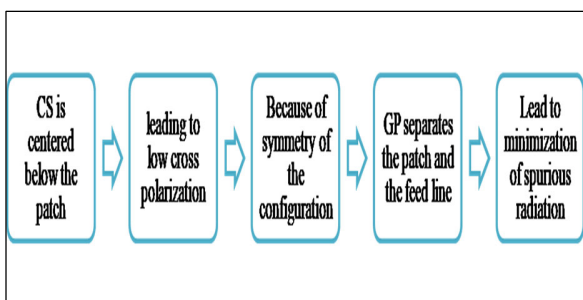 CS is
centered
below the
patch
leading to
low cross
polarization
Because of
symmetry of
the
configuration
GP separates
the patch and
the feed line
Lead to
minimization
of spurious
radiation